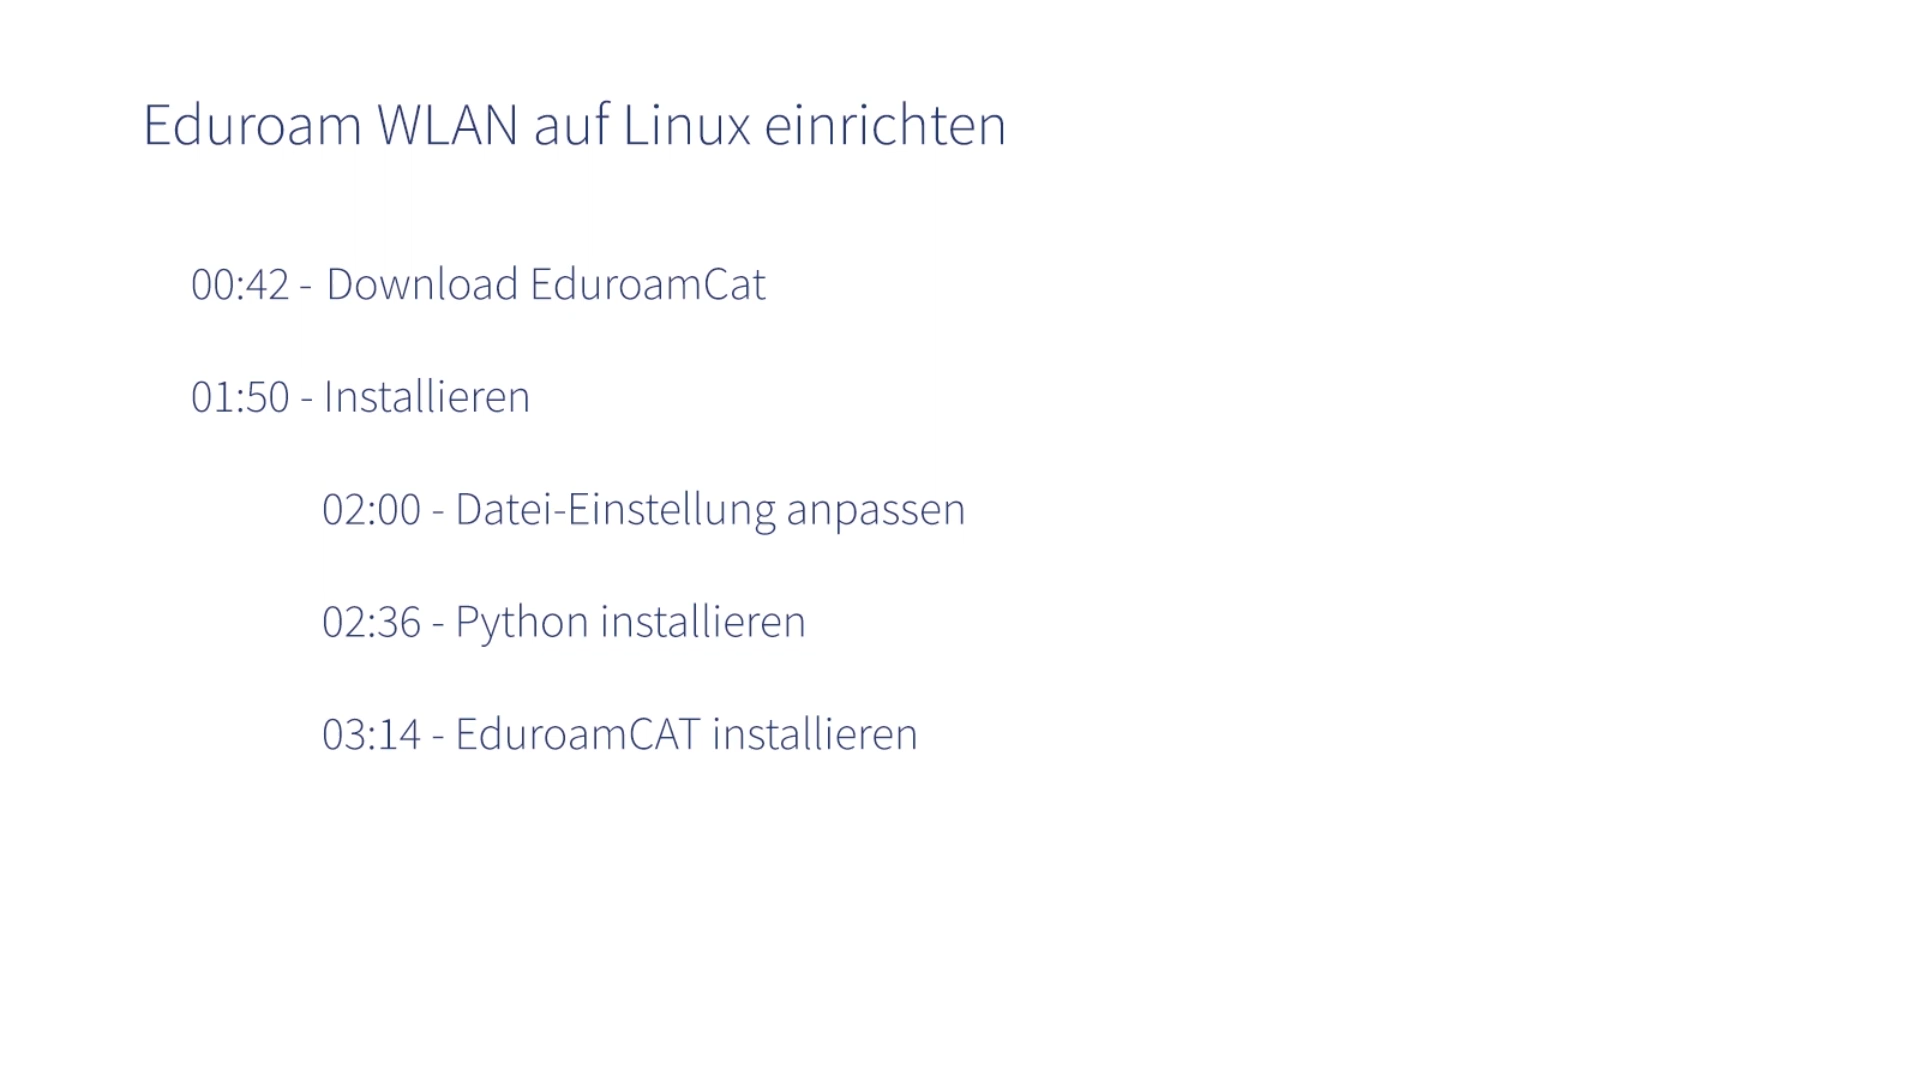 Eduroam WLAN auf Linux einrichten
00:42 - Download EduroamCat
01:50 - Installieren
02:00 - Datei-Einstellung anpassen
02:36 - Python installieren
03:14 - EduroamCAT installieren